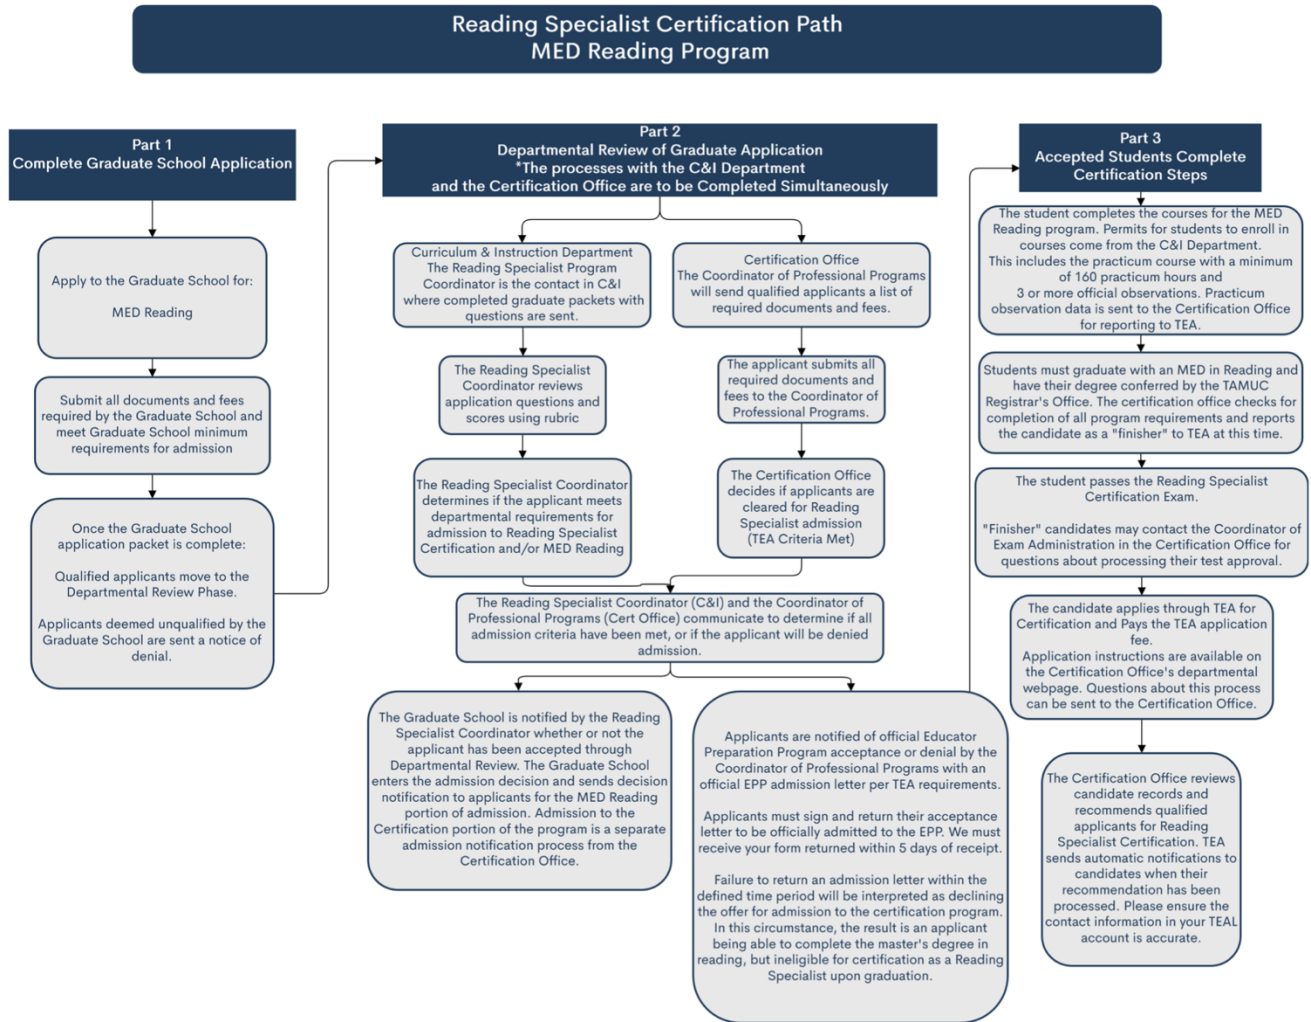 Reading Specialist Certification Path
MED Reading Program
Part 1
Complete Graduate School Application
Apply to the Graduate School for:
MED Reading
Submit all documents and fees
required by the Graduate School and
meet Graduate School minimum
requirements for admission
Once the Graduate School
application packet is complete:
Qualified applicants move to the
Departmental Review Phase.
Applicants deemed unqualified by the
Graduate School are sent a notice of
denial.
Part 2
Departmental Review of Graduate Application
*The processes with the C&I Department
and the Certification Office are to be Completed Simultaneously
Curriculum & Instruction Department
The Reading Specialist Program
Coordinator is the contact in C&I
where completed graduate packets with
questions are sent.
The Reading Specialist
Coordinator reviews
application questions and
scores using rubric
The Reading Specialist Coordinator
determines if the applicant meets
departmental requirements for
admission to Reading Specialist
Certification and/or MED Reading
Certification Office
The Coordinator of Professional Programs
will send qualified applicants a list of
required documents and fees.
The applicant submits all
required documents and
fees to the Coordinator of
Professional Programs.
The Certification Office
decides if applicants are
cleared for Reading
Specialist admission
(TEA Criteria Met)
The Reading Specialist Coordinator (C&I) and the Coordinator of
Professional Programs (Cert Office) communicate to determine if all
admission criteria have been met, or if the applicant will be denied
admission.
The Graduate School is notified by the Reading
Specialist Coordinator whether or not the
applicant has been accepted through
Departmental Review. The Graduate School
enters the admission decision and sends decision
notification to applicants for the MED Reading
portion of admission. Admission to the
Certification portion of the program is a separate
admission notification process from the
Certification Office.
Applicants are notified of official Educator
Preparation Program acceptance or denial by the
Coordinator of Professional Programs with an
official EPP admission letter per TEA requirements.
Applicants must sign and return their acceptance
letter to be officially admitted to the EPP. We must
receive your form returned within 5 days of receipt.
Failure to return an admission letter within the
defined time period will be interpreted as declining
the offer for admission to the certification program.
In this circumstance, the result is an applicant
being able to complete the master's degree in
reading, but ineligible for certification as a Reading
Specialist upon graduation.
Part 3
Accepted Students Complete
Certification Steps
The student completes the courses for the MED
Reading program. Permits for students to enroll in
courses come from the C&I Department.
This includes the practicum course with a minimum
of 160 practicum hours and
3 or more official observations. Practicum
observation data is sent to the Certification Office
for reporting to TEA.
Students must graduate with an MED in Reading and
have their degree conferred by the TAMUC
Registrar's Office. The certification office checks for
completion of all program requirements and reports
the candidate as a "finisher" to TEA at this time.
The student passes the Reading Specialist
Certification Exam.
"Finisher" candidates may contact the Coordinator of
Exam Administration in the Certification Office for
questions about processing their test approval.
The candidate applies through TEA for
Certification and Pays the TEA application
fee.
Application instructions are available on
the Certification Office's departmental
webpage. Questions about this process
can be sent to the Certification Office.
The Certification Office reviews
candidate records and
recommends qualified
applicants for Reading
Specialist Certification. TEA
sends automatic notifications to
candidates when their
recommendation has been
processed. Please ensure the
contact information in your TEAL
account is accurate.